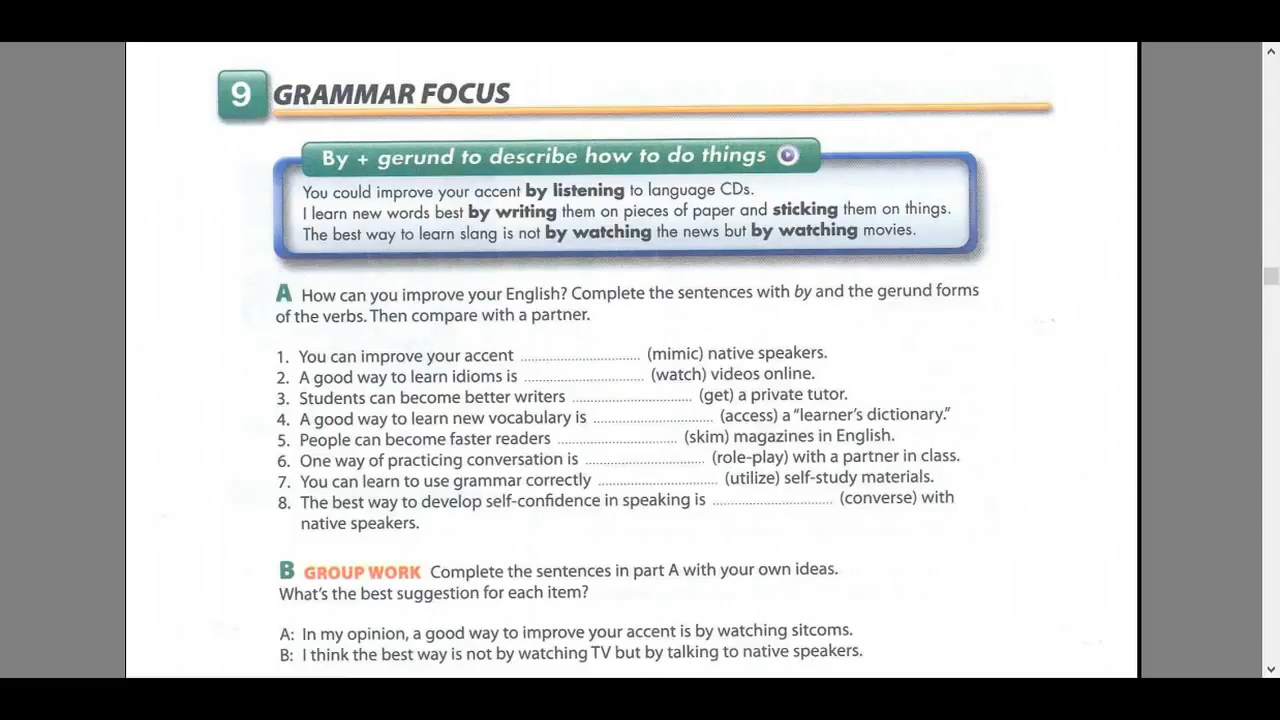 9 GRAMMAR FOCUS
By + gerund to describe how to do things
You could improve your accent by listening to language CDs.
I learn new words best by writing them on pieces of paper and sticking them on things.
The best way to learn slang is not by watching the news but by watching movies.
A How can you improve your English? Complete the sentences with by and the gerund forms
of the verbs. Then compare with a partner.
1. You can improve your accent .............................. (mimic) native speakers.
2. A good way to learn idioms is .............................. (watch) videos online.
3. Students can become better writers .............................. (get) a private tutor.
4. A good way to learn new vocabulary is .............................. (access) a “learner’s dictionary.”
5. People can become faster readers .............................. (skim) magazines in English.
6. One way of practicing conversation is .............................. (role-play) with a partner in class.
7. You can learn to use grammar correctly .............................. (utilize) self-study materials.
8. The best way to develop self-confidence in speaking is .............................. (converse) with
native speakers.
B GROUP WORK Complete the sentences in part A with your own ideas.
What’s the best suggestion for each item?
A: In my opinion, a good way to improve your accent is by watching sitcoms.
B: I think the best way is not by watching TV but by talking to native speakers.